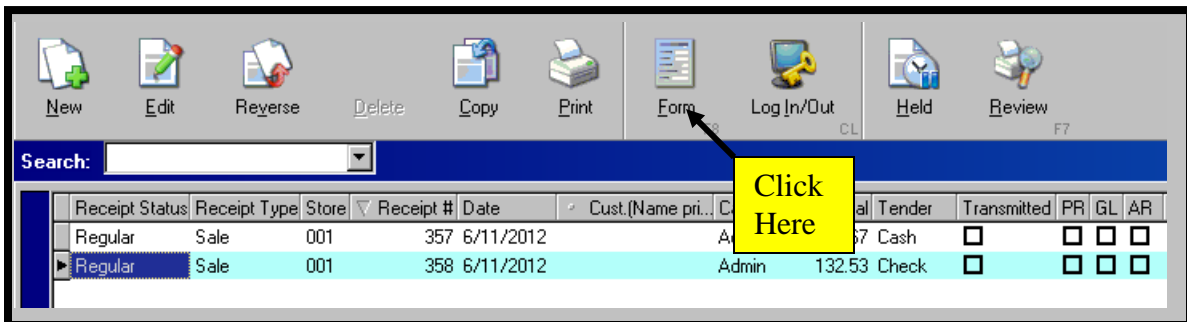 New Edit Reverse Delete Copy Print Form Log In/Out Held Review
F8 CL F7
Search:
Click
Here
Receipt Status Receipt Type Store Receipt # Date Cust.(Name pri... Tender Transmitted PR GL AR
Regular Sale 001 357 6/11/2012 Cash
Regular Sale 001 358 6/11/2012 Admin 132.53 Check